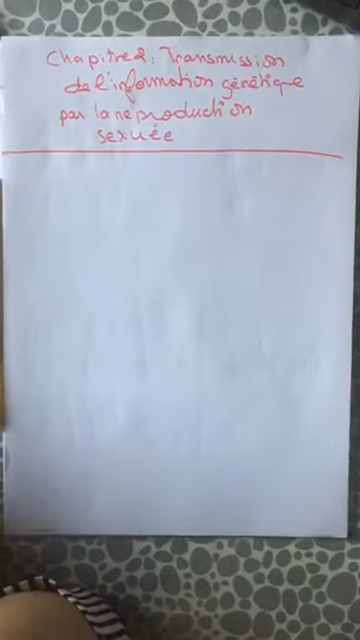 Chapitre 2: Transmission
de l'information génétique
par la reproduction
sexuée